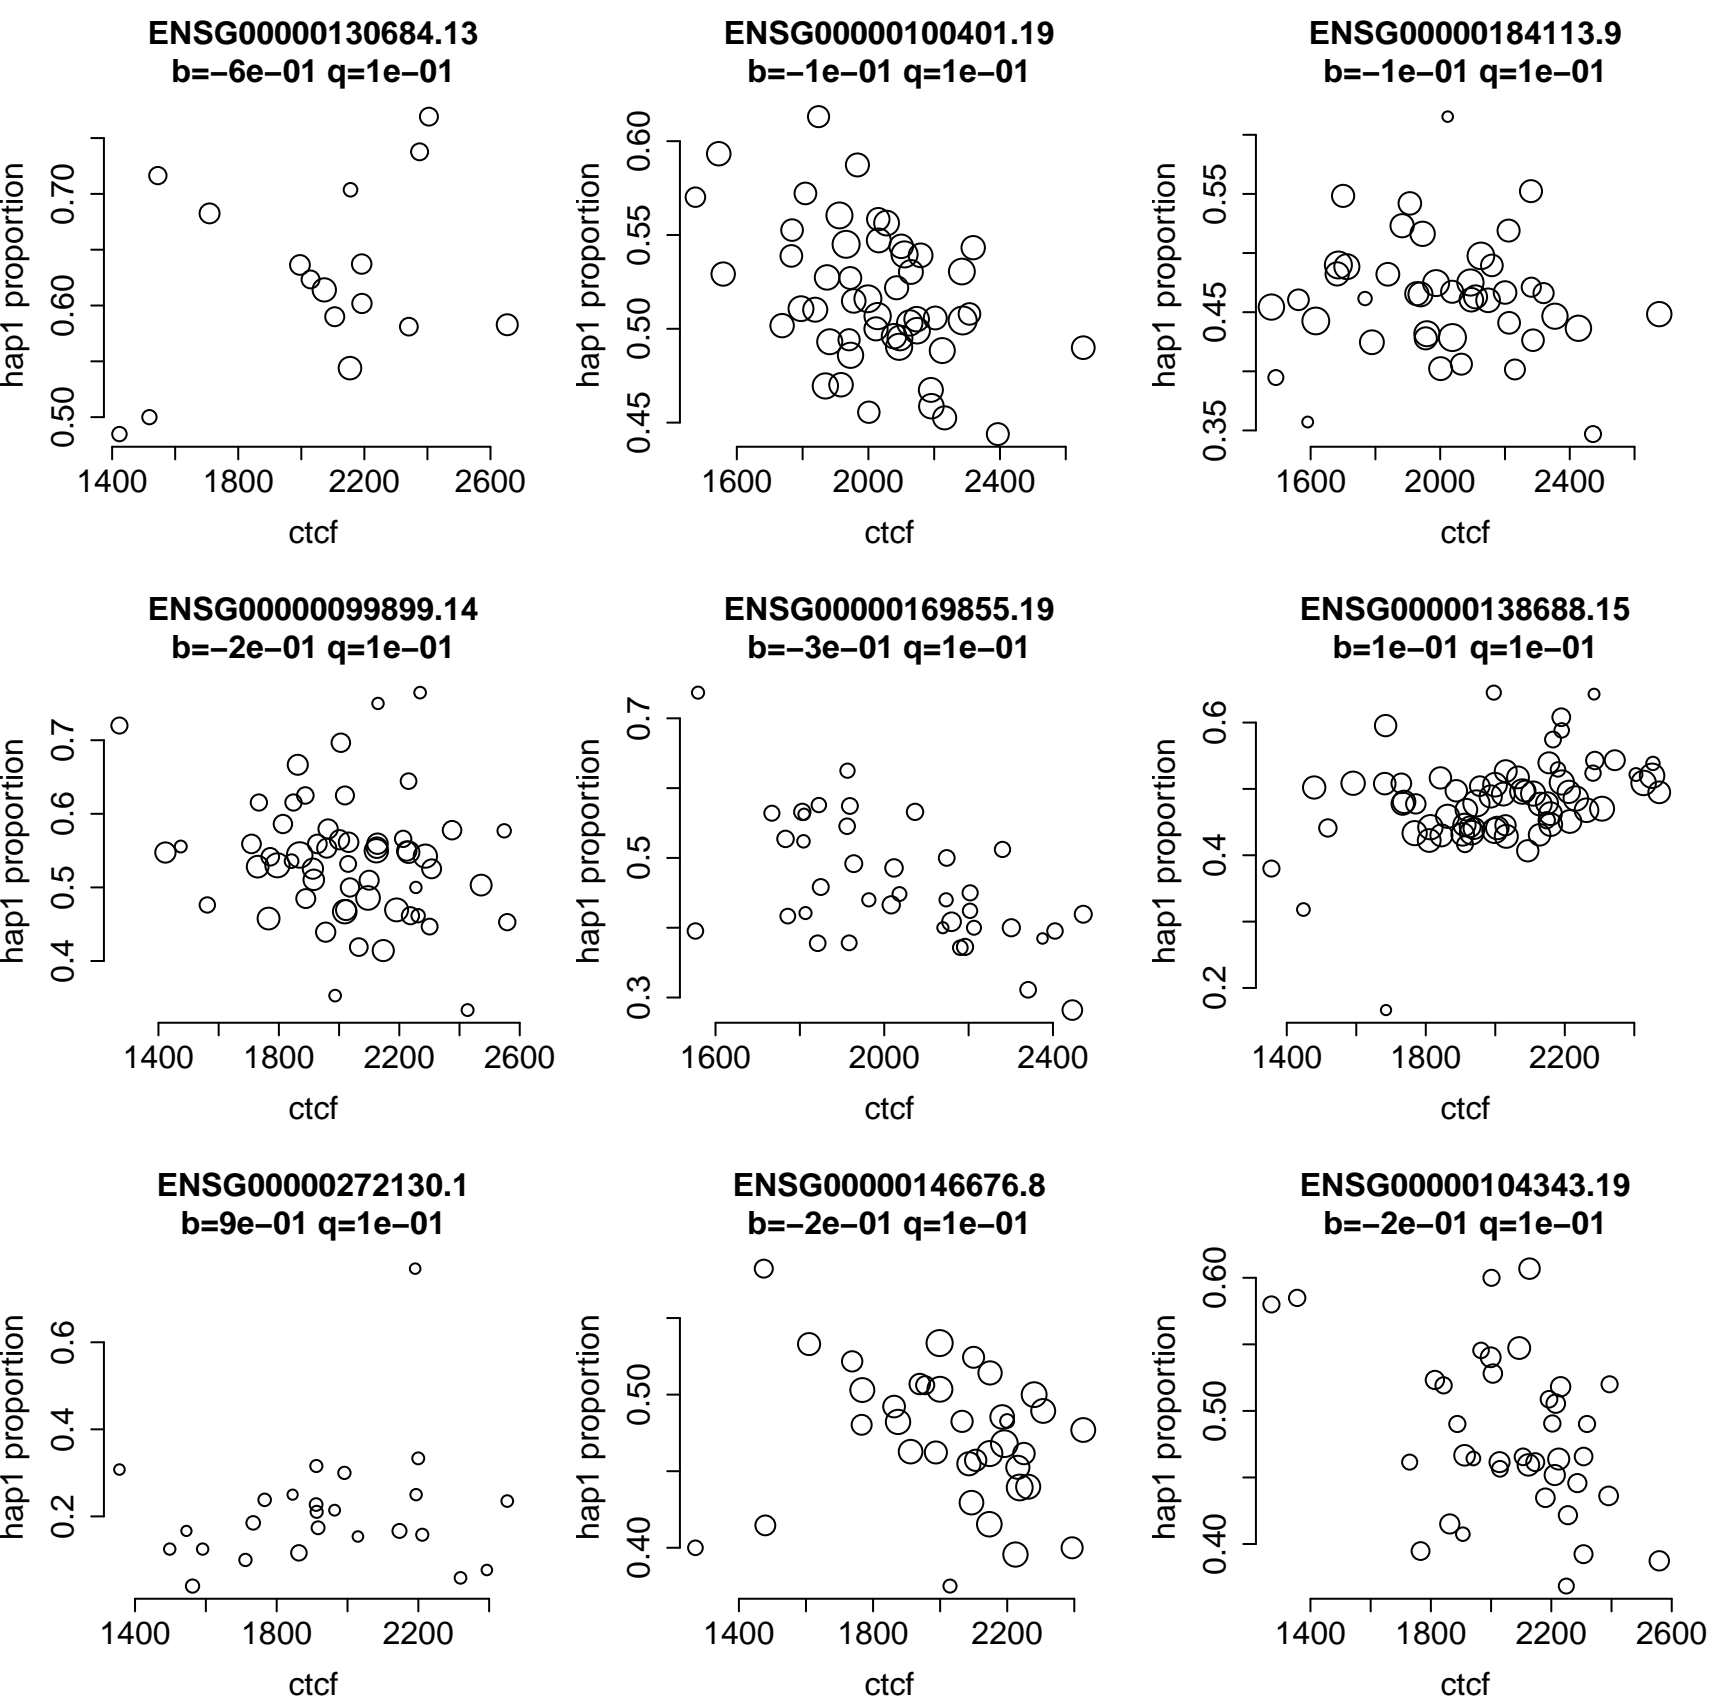 ENSG00000130684.13
b=−6e−01 q=1e−01
hap1 proportion
0.50 0.60 0.70
1400 1800 2200 2600
ctcf
ENSG00000100401.19
b=−1e−01 q=1e−01
hap1 proportion
0.45 0.50 0.55 0.60
1600 2000 2400
ctcf
ENSG00000184113.9
b=−1e−01 q=1e−01
hap1 proportion
0.35 0.45 0.55
1600 2000 2400
ctcf
ENSG00000099899.14
b=−2e−01 q=1e−01
hap1 proportion
0.4 0.5 0.6 0.7
1400 1800 2200 2600
ctcf
ENSG00000169855.19
b=−3e−01 q=1e−01
hap1 proportion
0.3 0.5 0.7
1600 2000 2400
ctcf
ENSG00000138688.15
b=1e−01 q=1e−01
hap1 proportion
0.2 0.4 0.6
1400 1800 2200
ctcf
ENSG00000272130.1
b=9e−01 q=1e−01
hap1 proportion
0.2 0.4 0.6
1400 1800 2200
ctcf
ENSG00000146676.8
b=−2e−01 q=1e−01
hap1 proportion
0.40 0.50
1400 1800 2200
ctcf
ENSG00000104343.19
b=−2e−01 q=1e−01
hap1 proportion
0.40 0.50 0.60
1400 1800 2200 2600
ctcf